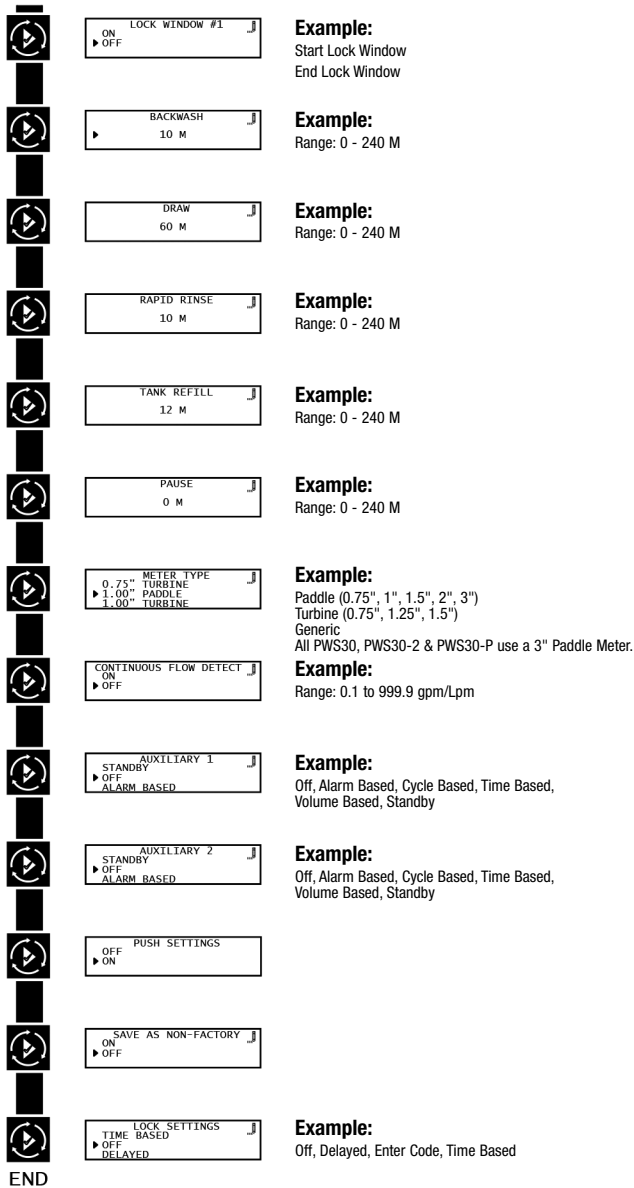 LOCK WINDOW #1
ON
OFF
Example:
Start Lock Window
End Lock Window
BACKWASH
10 M
Example:
Range: 0 - 240 M
DRAW
60 M
Example:
Range: 0 - 240 M
RAPID RINSE
10 M
Example:
Range: 0 - 240 M
TANK REFILL
12 M
Example:
Range: 0 - 240 M
PAUSE
0 M
Example:
Range: 0 - 240 M
METER TYPE
0.75" TURBINE
1.00" PADDLE
1.00" TURBINE
Example:
Paddle (0.75", 1", 1.5", 2", 3")
Turbine (0.75", 1.25", 1.5")
Generic
All PWS30, PWS30-2 & PWS30-P use a 3" Paddle Meter.
CONTINUOUS FLOW DETECT
ON
OFF
Example:
Range: 0.1 to 999.9 gpm/Lpm
AUXILIARY 1
STANDBY
OFF
ALARM BASED
Example:
Off, Alarm Based, Cycle Based, Time Based,
Volume Based, Standby
AUXILIARY 2
STANDBY
OFF
ALARM BASED
Example:
Off, Alarm Based, Cycle Based, Time Based,
Volume Based, Standby
PUSH SETTINGS
OFF
ON
SAVE AS NON-FACTORY
ON
OFF
LOCK SETTINGS
TIME BASED
OFF
DELAYED
Example:
Off, Delayed, Enter Code, Time Based
END